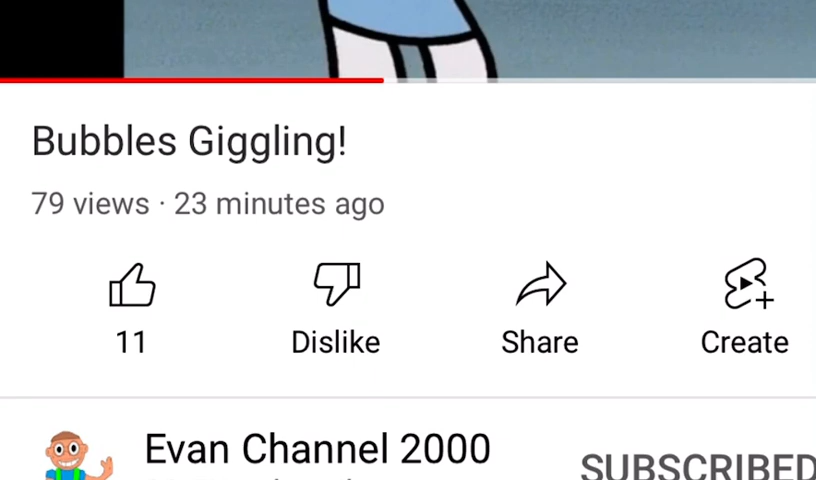 Bubbles Giggling!
79 views · 23 minutes ago
11 Dislike Share Create
Evan Channel 2000
SUBSCRIBED